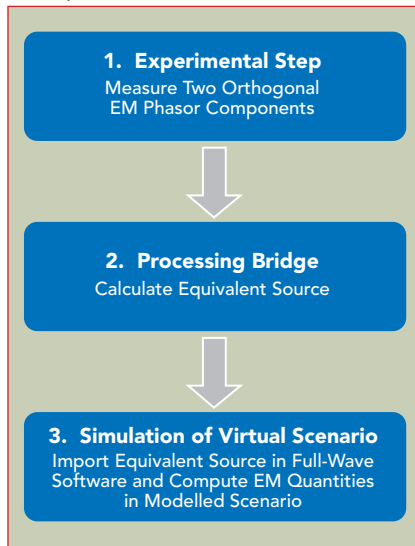 1. Experimental Step
Measure Two Orthogonal
EM Phasor Components
2. Processing Bridge
Calculate Equivalent Source
3. Simulation of Virtual Scenario
Import Equivalent Source in Full-Wave
Software and Compute EM Quantities
in Modelled Scenario